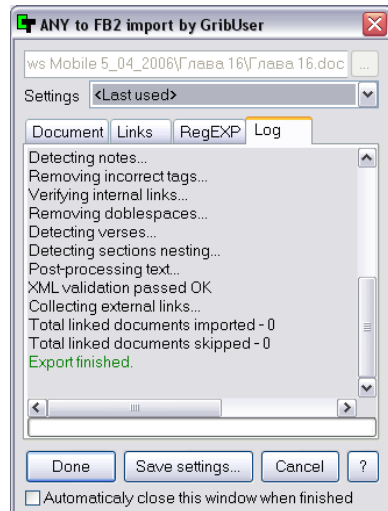 ANY to FB2 import by GribUser
ws Mobile 5_04_2006\Глава 16\Глава 16.doc ...
Settings <Last used>
Document Links RegEXP Log
Detecting notes...
Removing incorrect tags...
Verifying internal links...
Removing doblespaces...
Detecting verses...
Detecting sections nesting...
Post-processing text...
XML validation passed OK
Collecting external links...
Total linked documents imported - 0
Total linked documents skipped - 0
Export finished.
Done Save settings... Cancel ?
Automaticaly close this window when finished